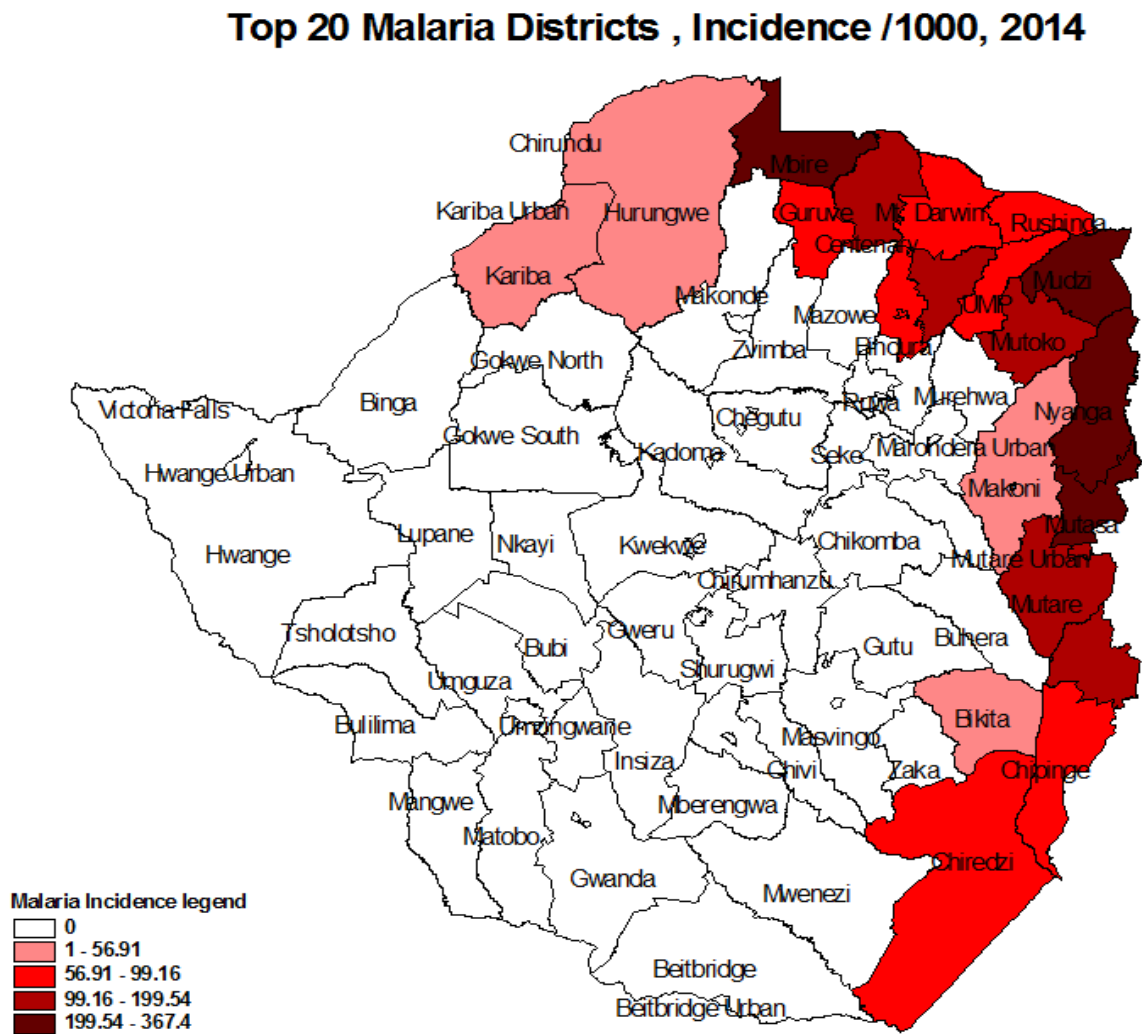 Top 20 Malaria Districts , Incidence /1000, 2014
Chirundu
Mbire
Kariba Urban
Hurungwe
Guruve
Mt. Darwin
Rushinga
Centenary
Kariba
Mudzi
Makonde
Mazowe
UMP
Mutoko
Zvimba
Bindura
Gokwe North
Binga
Victoria Falls
Chegutu
Ruwa
Murehwa
Nyanga
Gokwe South
Kadoma
Seke
Marondera Urban
Hwange Urban
Makoni
Mutasa
Lupane
Nkayi
Kwekwe
Chikomba
Hwange
Mutare Urban
Chirumhanzu
Mutare
Tsholotsho
Gweru
Bubi
Gutu
Buhera
Shurugwi
Umguza
Bulilima
Umzingwane
Masvingo
Bikita
Insiza
Chivi
Zaka
Chipinge
Mangwe
Mberengwa
Matobo
Chiredzi
Gwanda
Mwenezi
Beitbridge
Beitbridge Urban
Malaria Incidence legend
0
1 - 56.91
56.91 - 99.16
99.16 - 199.54
199.54 - 367.4